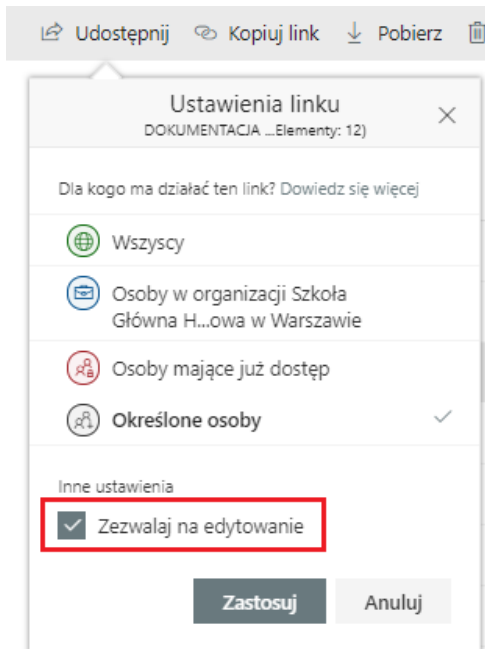 Udostępnij Kopiuj link Pobierz
Ustawienia linku
DOKUMENTACJA ...Elementy: 12)
Dla kogo ma działać ten link? Dowiedz się więcej
Wszyscy
Osoby w organizacji Szkoła
Główna H...owa w Warszawie
Osoby mające już dostęp
Określone osoby
Inne ustawienia
Zezwalaj na edytowanie
Zastosuj Anuluj